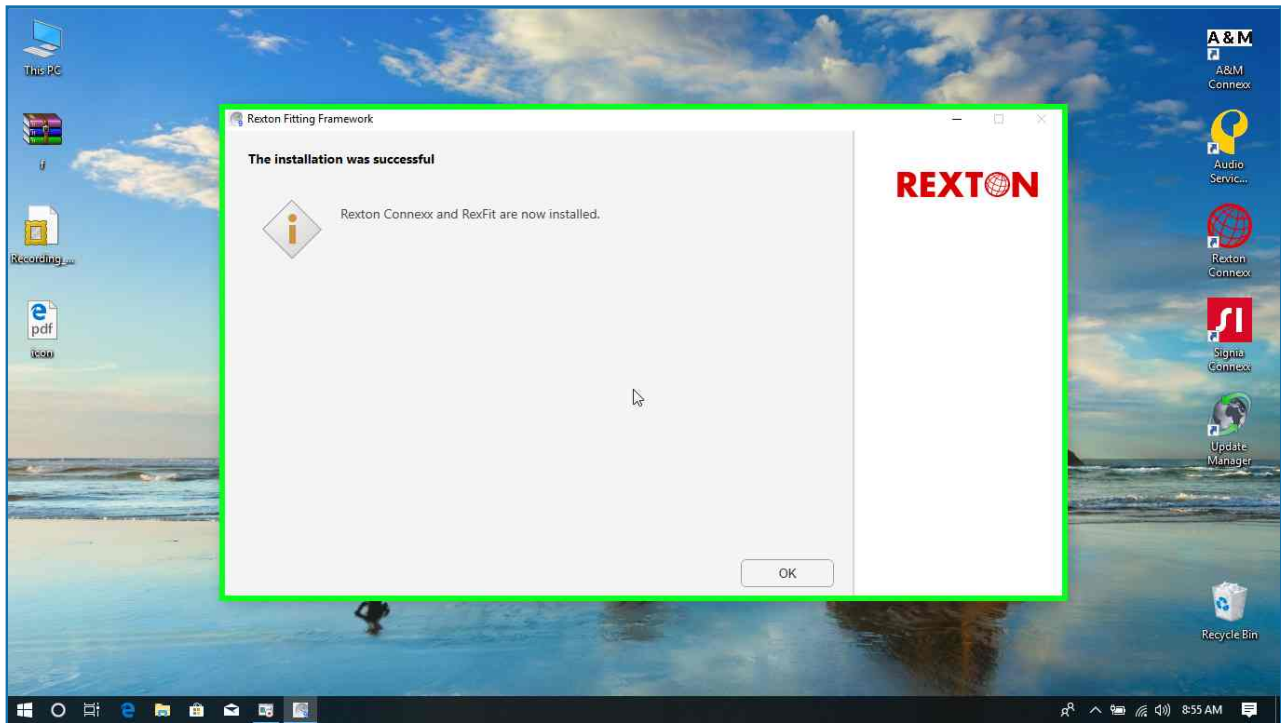 This PC
Recording_...
pdf
icon
Rexton Fitting Framework
The installation was successful
Rexton Connexx and RexFit are now installed.
REXTON
OK
A & M
A&M
Connexx
Audio
Servic...
Rexton
Connexx
SI
Signia
Connexx
Update
Manager
Recycle Bin
8:55 AM